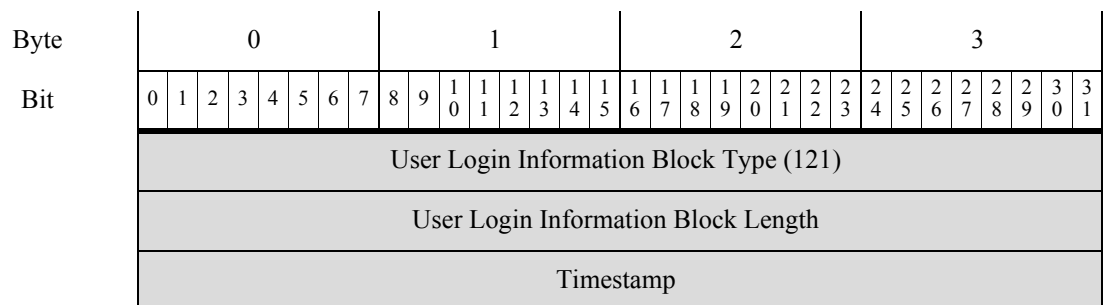 Byte 0 1 2 3
Bit 0 1 2 3 4 5 6 7 8 9 10 11 12 13 14 15 16 17 18 19 20 21 22 23 24 25 26 27 28 29 30 31
User Login Information Block Type (121)
User Login Information Block Length
Timestamp